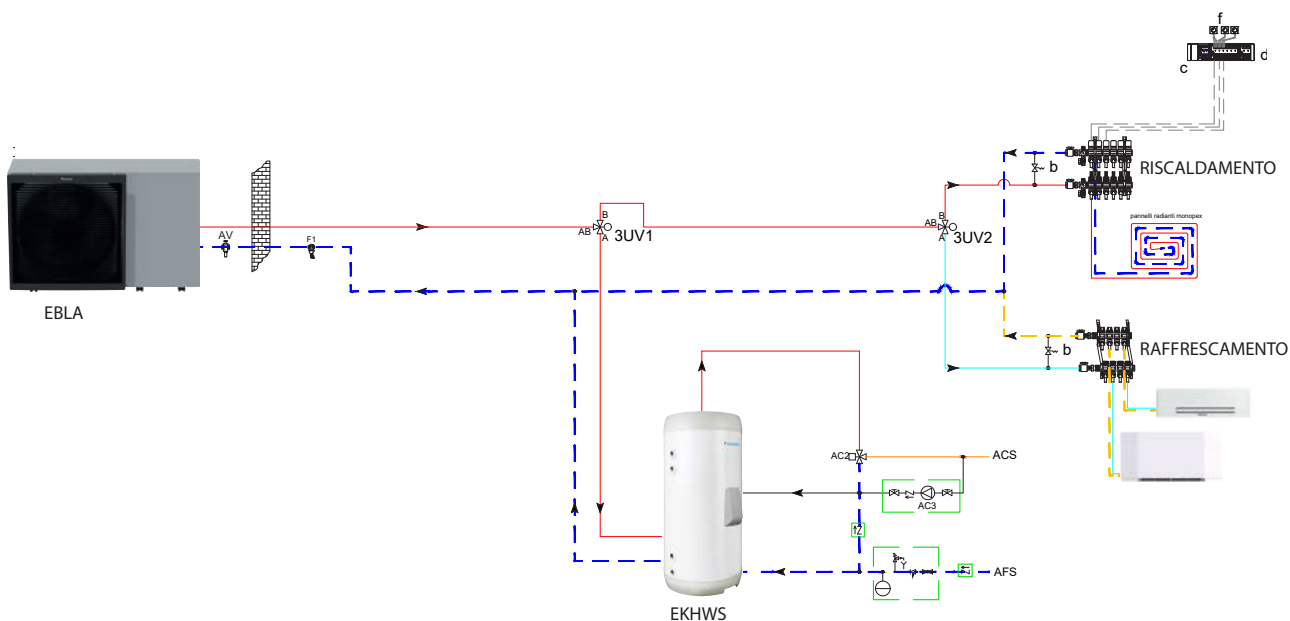 f
c
d
RISCALDAMENTO
b
pannelli radianti monopex
B
AB
A
3UV1
B
AB
A
3UV2
AV
F1
EBLA
b
RAFFRESCAMENTO
AC2
ACS
AC3
Y
AFS
EKHWS